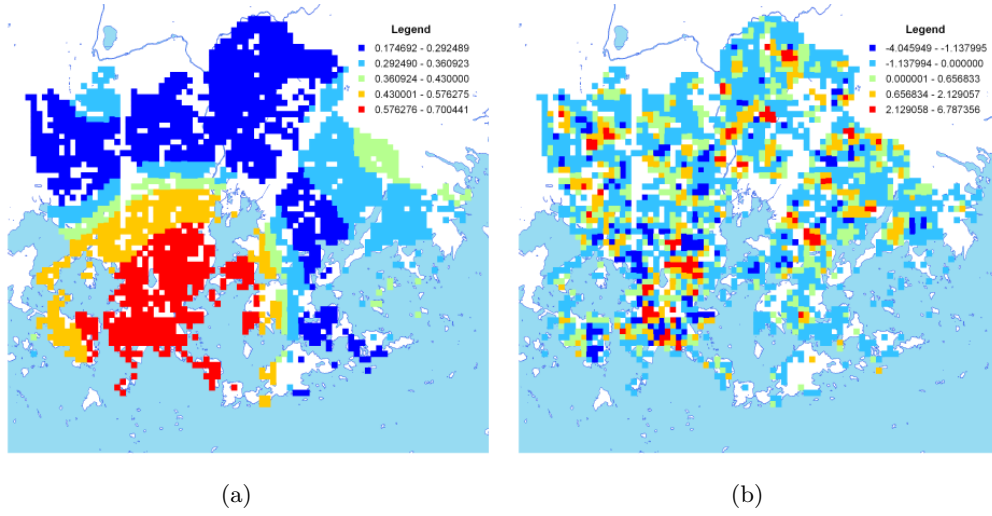 Legend
0.174692 - 0.292489
0.292490 - 0.360923
0.360924 - 0.430000
0.430001 - 0.576275
0.576276 - 0.700441
Legend
-4.045949 - -1.137995
-1.137994 - 0.000000
0.000001 - 0.656833
0.656834 - 2.129057
2.129058 - 6.787356
(a)
(b)